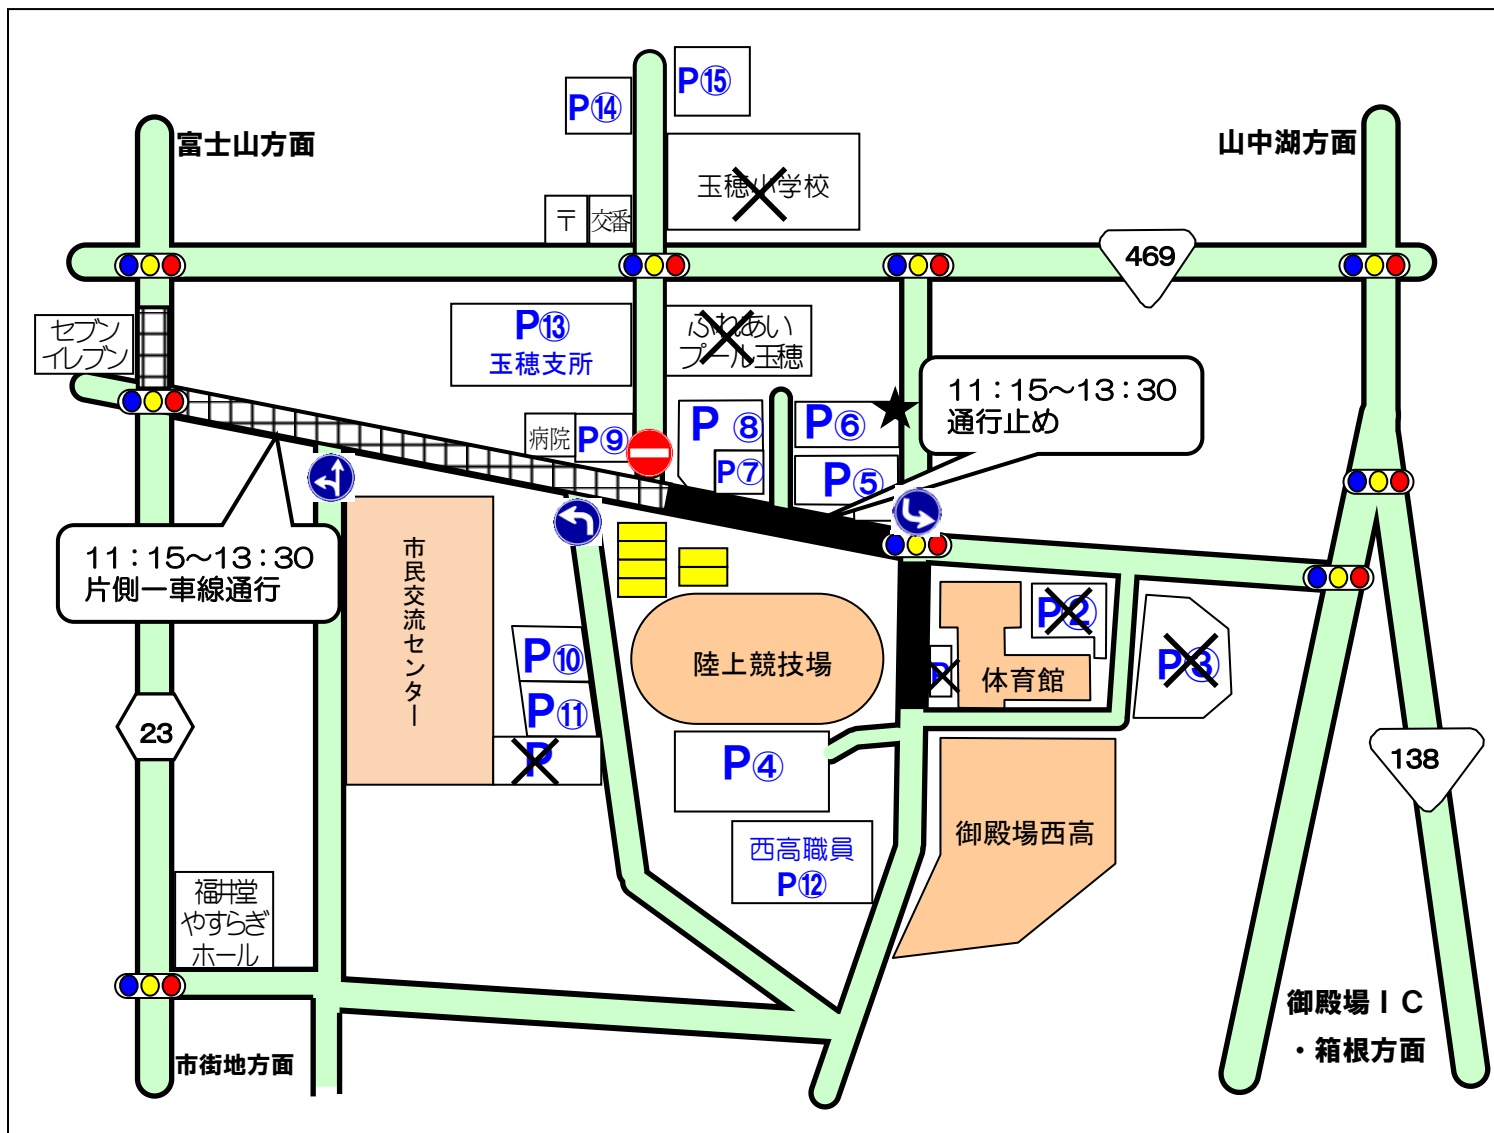 P⑮
P⑭
富士山方面
山中湖方面
玉穂小学校
〒
交番
469
セブン
イレブン
P⑬
玉穂支所
ふれあい
プール玉穂
11：15～13：30
通行止め
病院
P⑨
P⑧
P⑦
P⑥
P⑤
11：15～13：30
片側一車線通行
市民交流センター
P⑩
P⑪
P
陸上競技場
P
体育館
P②
P③
23
P④
138
西高職員
P⑫
御殿場西高
福井堂
やすらぎ
ホール
市街地方面
御殿場ＩＣ
・箱根方面